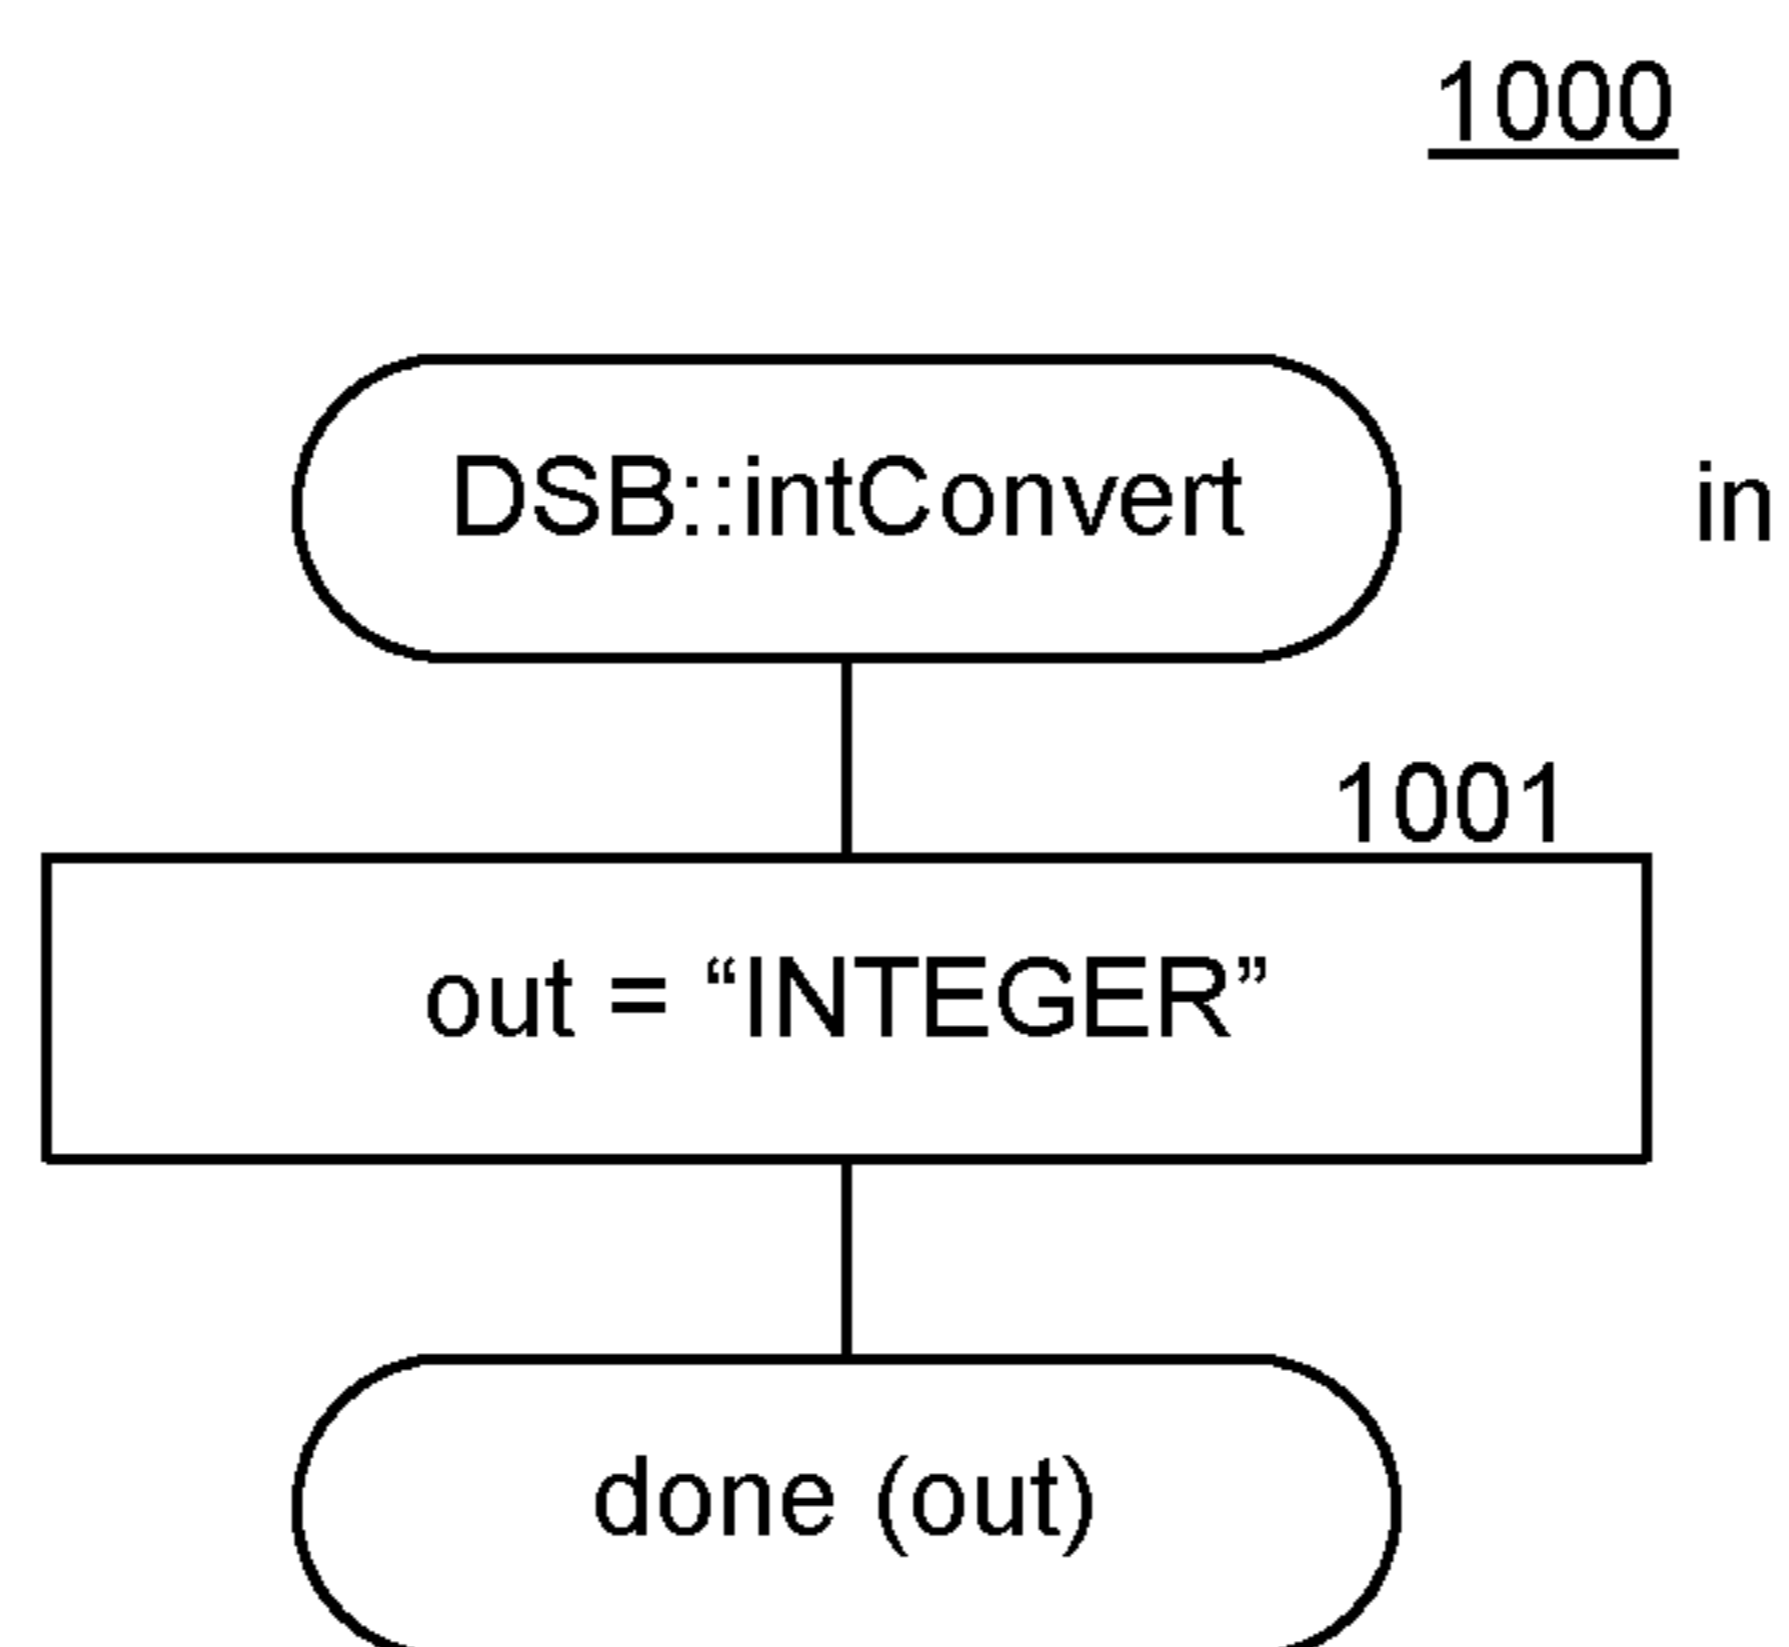 1000
DSB::intConvert
in
1001
out = “INTEGER”
done (out)